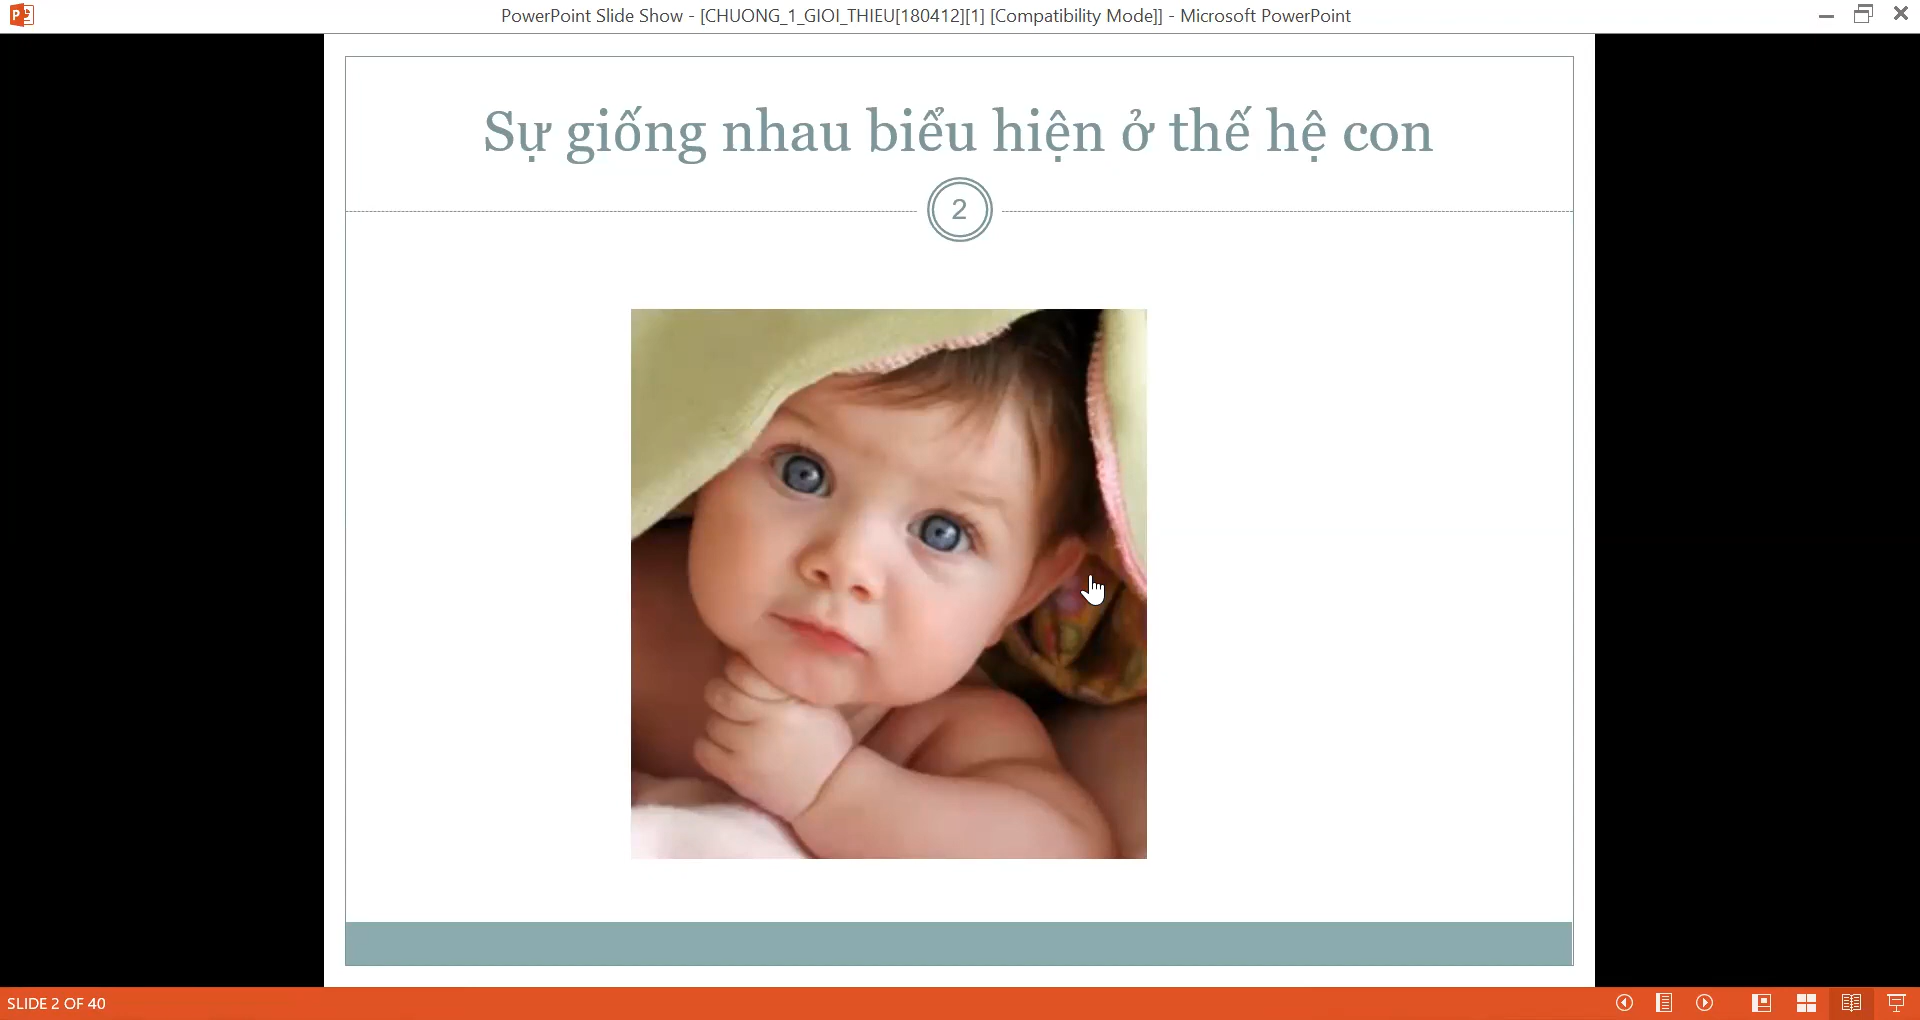 PowerPoint Slide Show - [CHUONG_1_GIOI_THIEU[180412][1] [Compatibility Mode]] - Microsoft PowerPoint
Sự giống nhau biểu hiện ở thế hệ con
2
SLIDE 2 OF 40